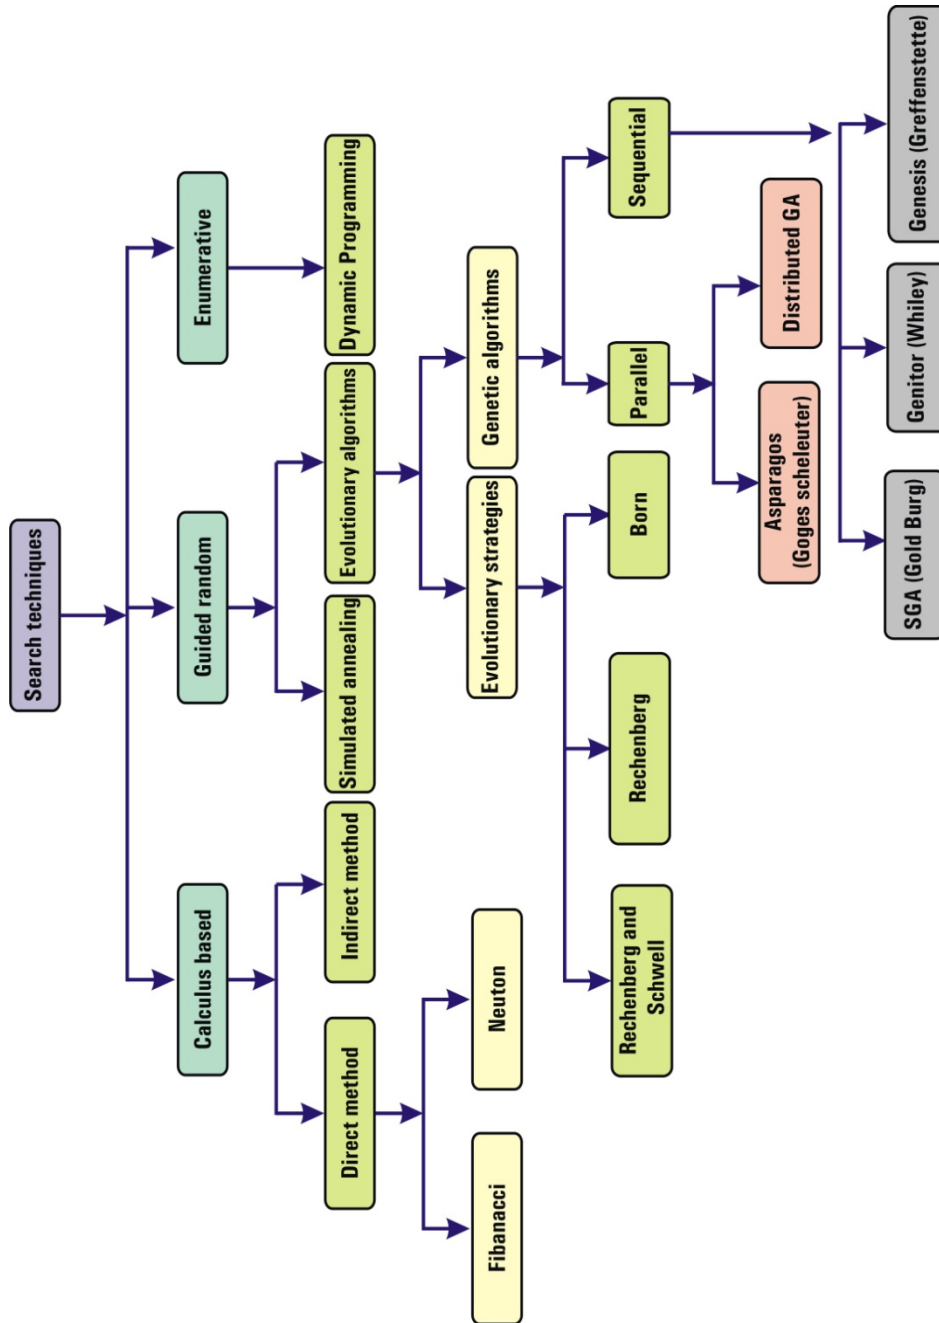 Search techniques
Calculus based
Guided random
Enumerative
Direct method
Indirect method
Simulated annealing
Evolutionary algorithms
Dynamic Programming
Fibanacci
Neuton
Evolutionary strategies
Genetic algorithms
Rechenberg and
Schwell
Rechenberg
Born
Parallel
Sequential
Asparagos
(Goges scheleuter)
Distributed GA
SGA (Gold Burg)
Genitor (Whiley)
Genesis (Greffenstette)